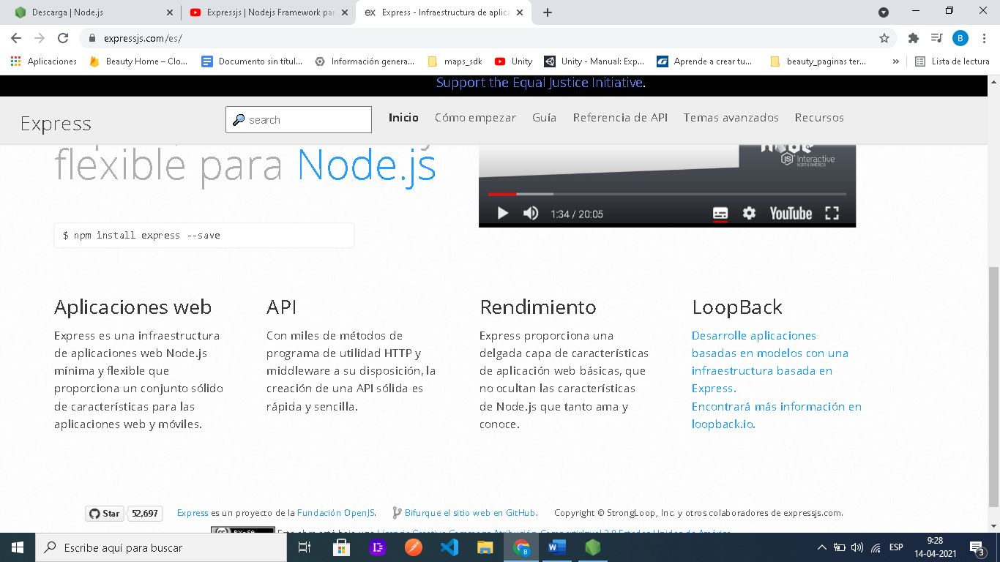 Descarga | Node.js
Expressjs | Nodejs Framework par
Express - Infraestructura de aplica
expressjs.com/es/
B
Aplicaciones
Beauty Home – Clo...
Documento sin títul...
Información genera...
maps_sdk
Unity
Unity - Manual: Exp...
Aprende a crear tu...
beauty_paginas ter...
»
Lista de lectura
Support the Equal Justice Initiative.
Express
search
Inicio
Cómo empezar
Guía
Referencia de API
Temas avanzados
Recursos
flexible para Node.js
JS Interactive
NORTH AMERICA
1:34 / 20:05
YouTube
$ npm install express --save
Aplicaciones web
Express es una infraestructura
de aplicaciones web Node.js
mínima y flexible que
proporciona un conjunto sólido
de características para las
aplicaciones web y móviles.
API
Con miles de métodos de
programa de utilidad HTTP y
middleware a su disposición, la
creación de una API sólida es
rápida y sencilla.
Rendimiento
Express proporciona una
delgada capa de características
de aplicación web básicas, que
no ocultan las características
de Node.js que tanto ama y
conoce.
LoopBack
Desarrolle aplicaciones
basadas en modelos con una
infraestructura basada en
Express.
Encontrará más información en
loopback.io.
Star
52,697
Express es un proyecto de la Fundación OpenJS.
Bifurque el sitio web en GitHub.
Copyright © StrongLoop, Inc. y otros colaboradores de expressjs.com.
Escribe aquí para buscar
ESP
9:28
14-04-2021
3